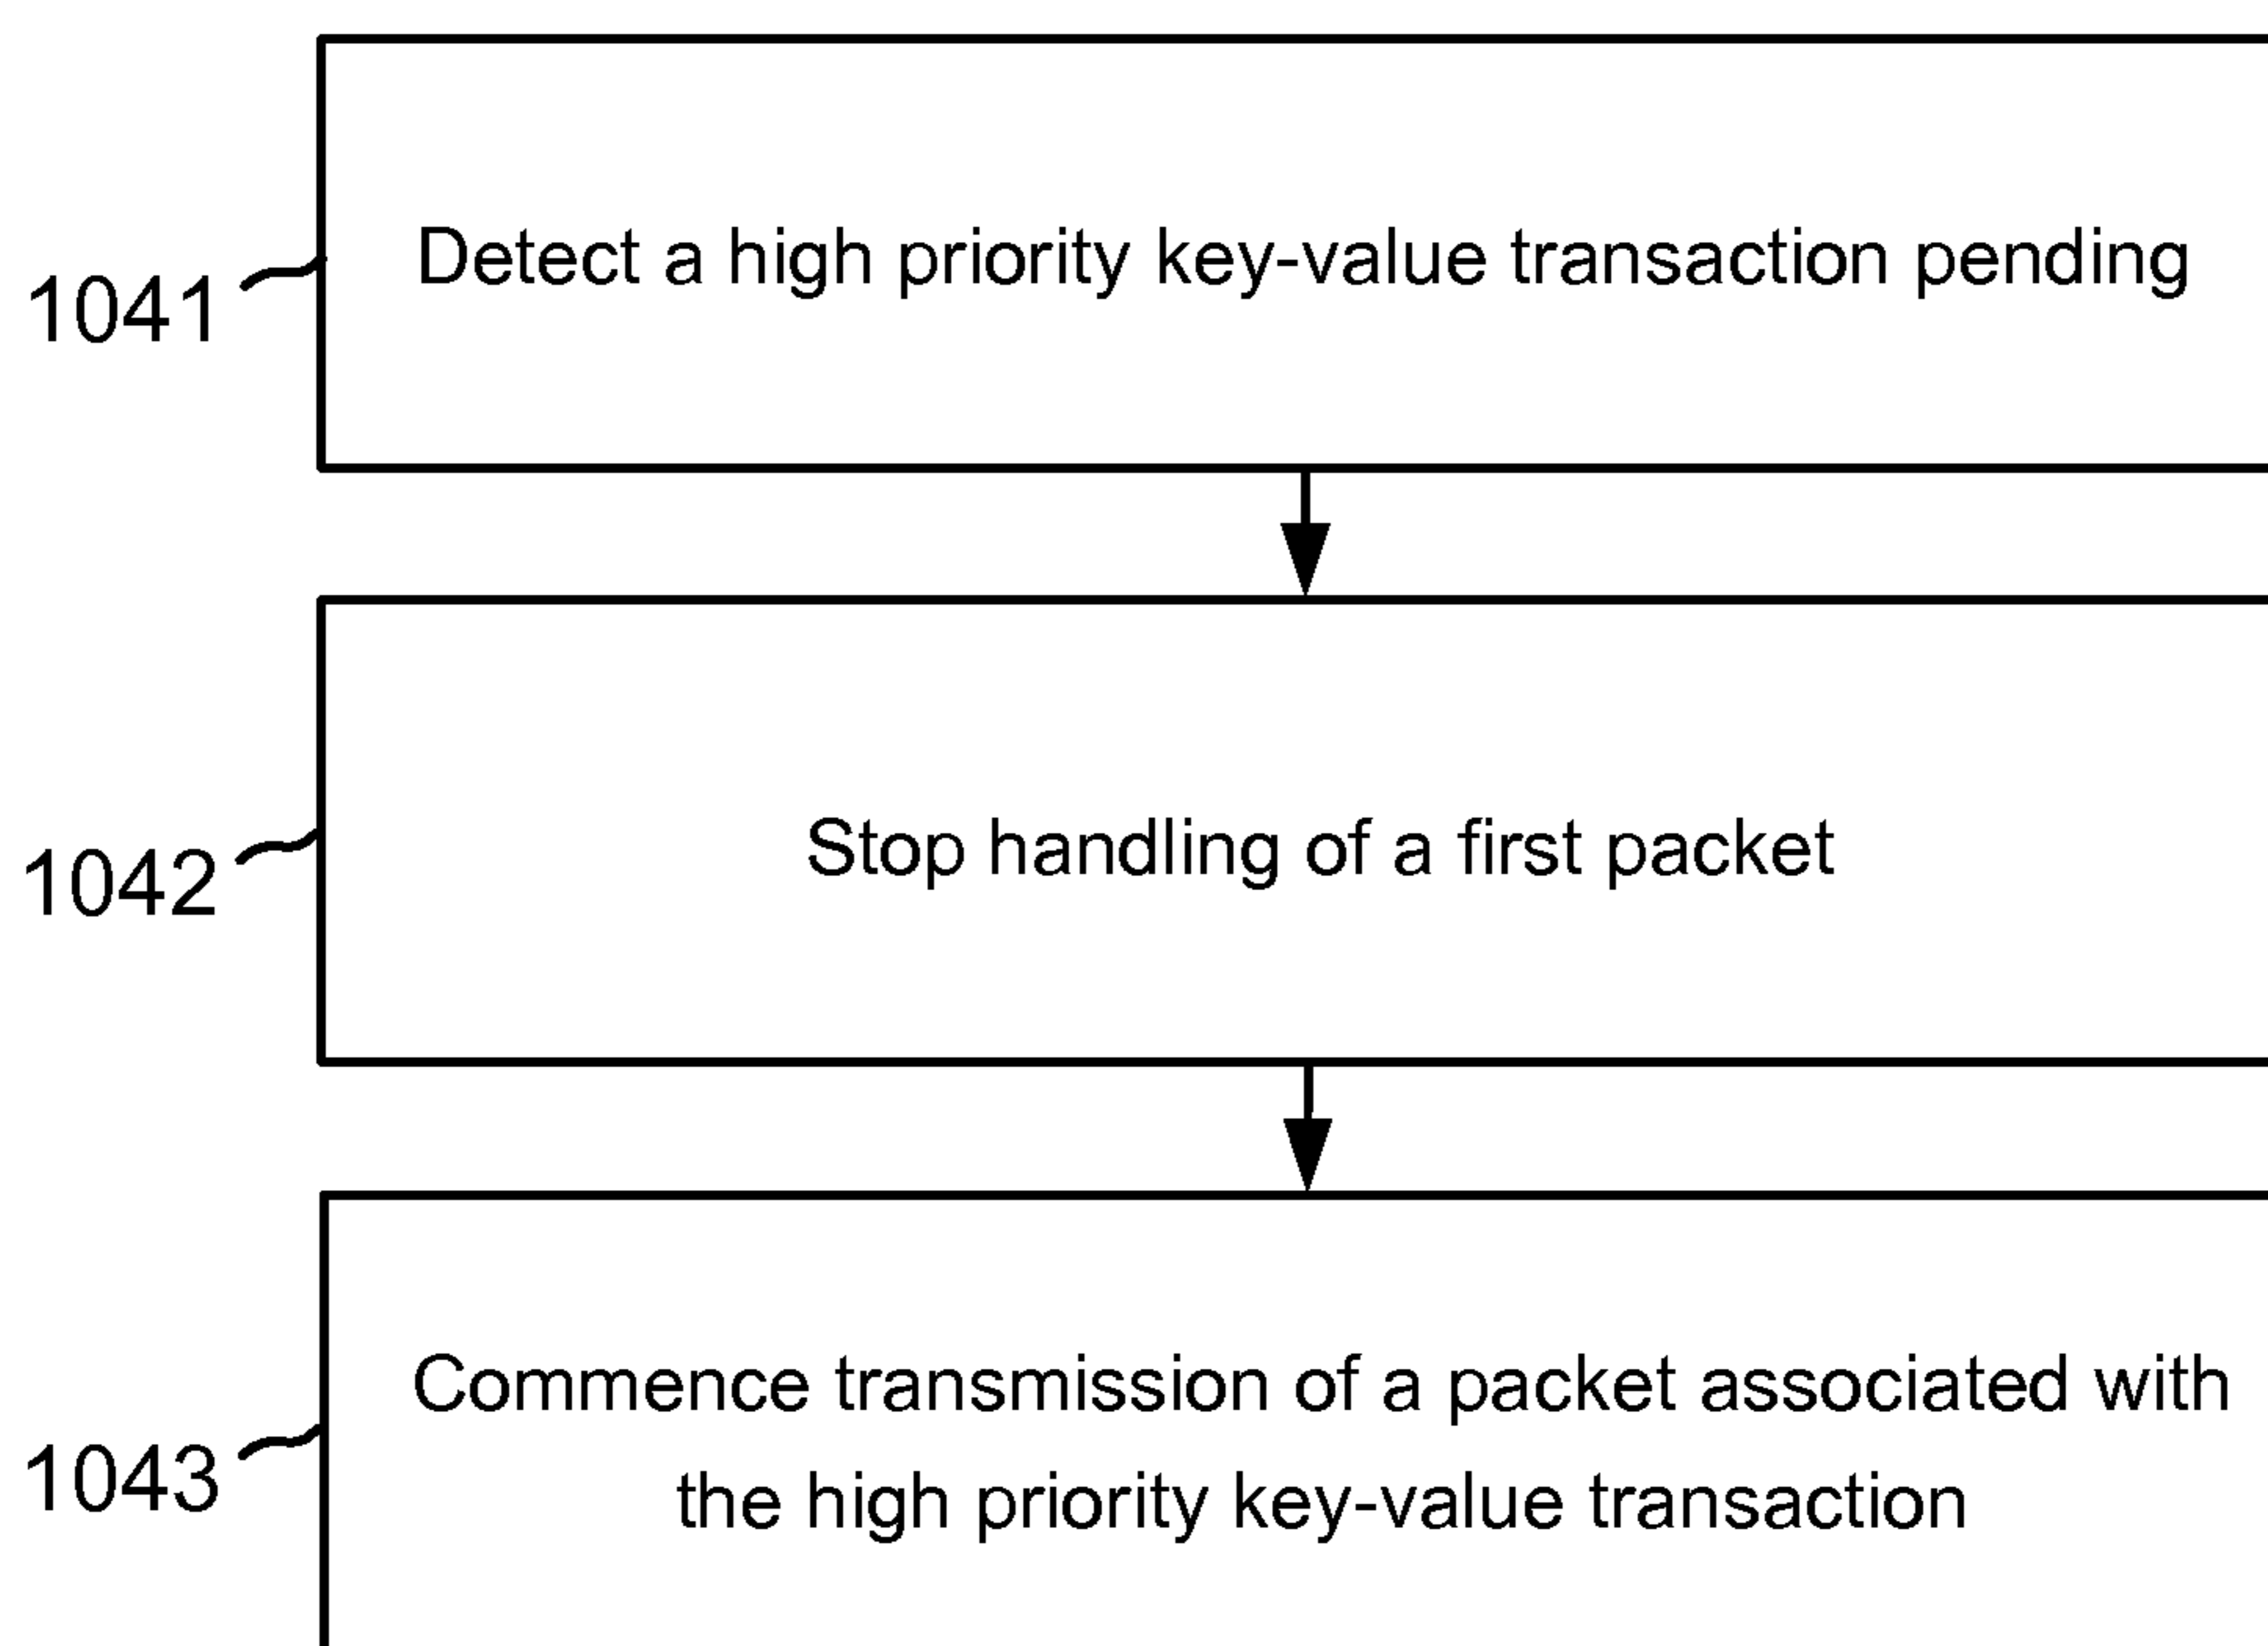 Detect a high priority key-value transaction pending
1041
Stop handling of a first packet
1042
Commence transmission of a packet associated with
the high priority key-value transaction
1043